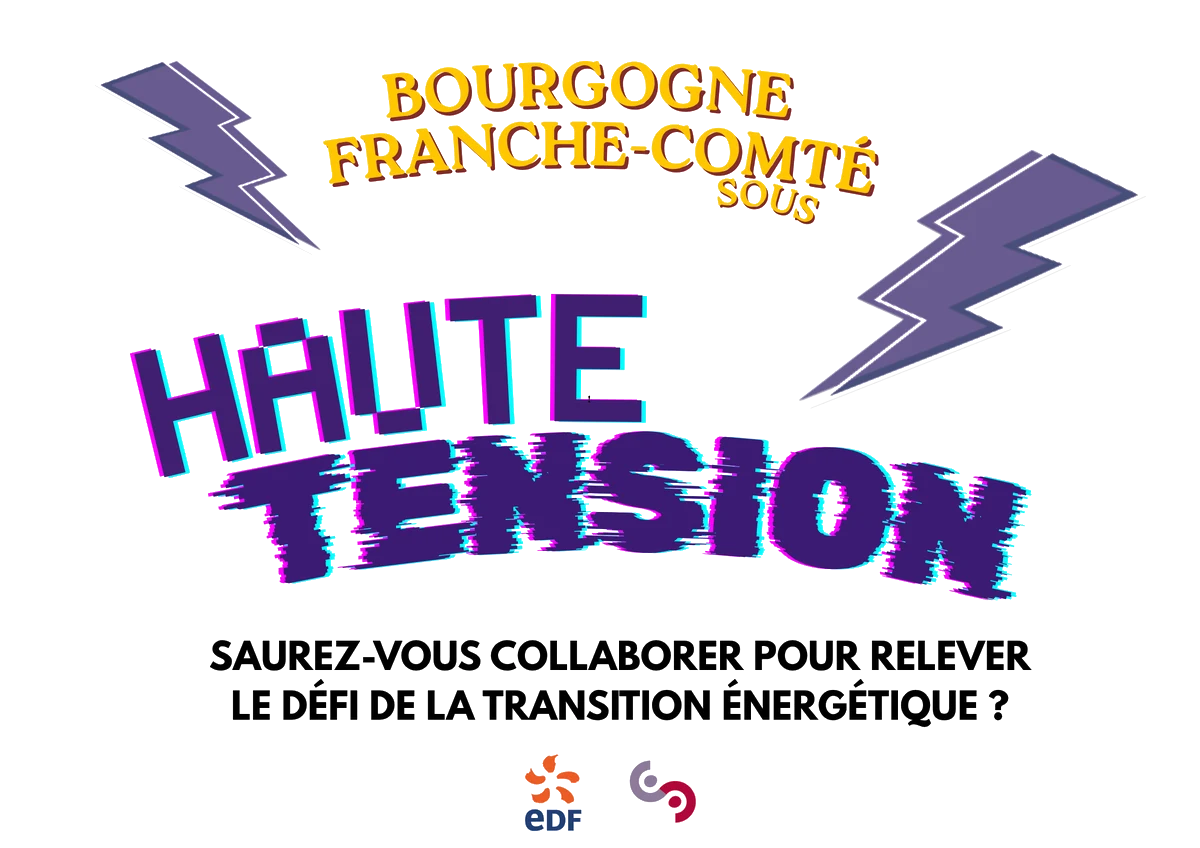 BOURGOGNE
FRANCHE-COMTÉ
SOUS
HAUTE
TENSION
SAUREZ-VOUS COLLABORER POUR RELEVER
LE DÉFI DE LA TRANSITION ÉNERGÉTIQUE ?
eDF